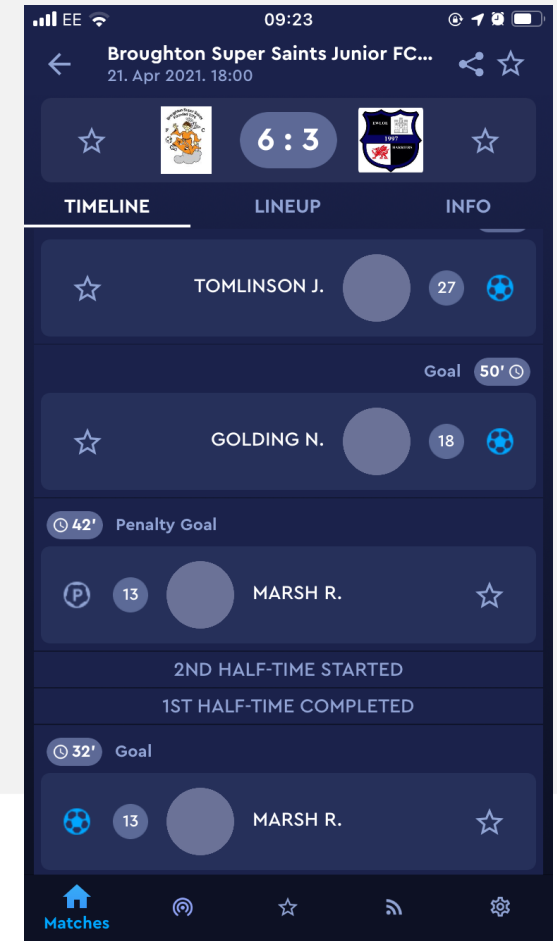 EE 09:23
Broughton Super Saints Junior FC...
21. Apr 2021. 18:00
6 : 3
1997
TIMELINE LINEUP INFO
TOMLINSON J. 27
Goal 50'
GOLDING N. 18
42' Penalty Goal
P 13 MARSH R.
2ND HALF-TIME STARTED
1ST HALF-TIME COMPLETED
32' Goal
13 MARSH R.
Matches